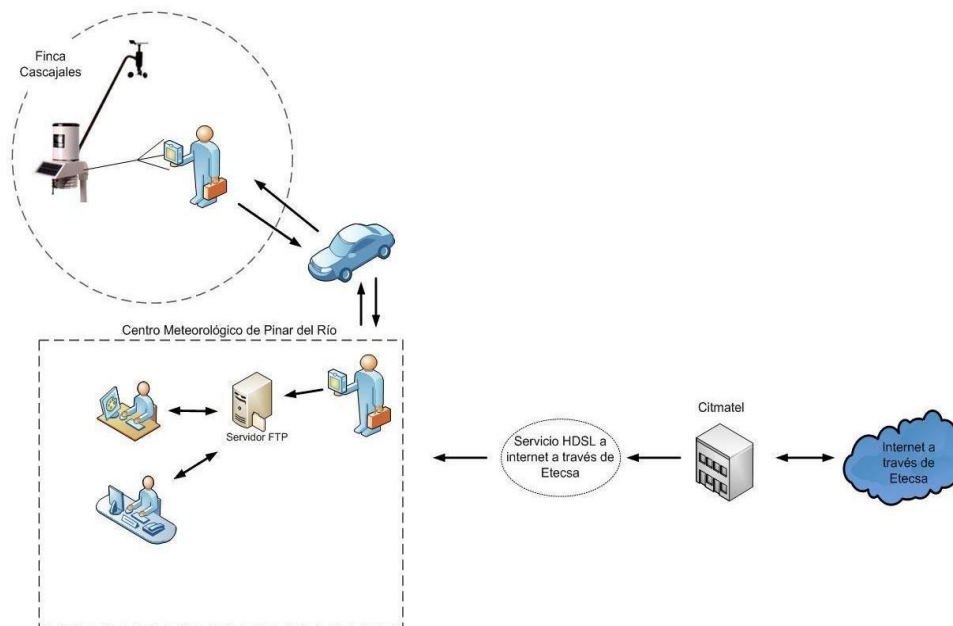 Finca
Cascajales
Centro Meteorológico de Pinar del Río
Servidor FTP
Servicio HDSL a
internet a través de
Etecsa
Citmatel
Internet a
través de
Etecsa